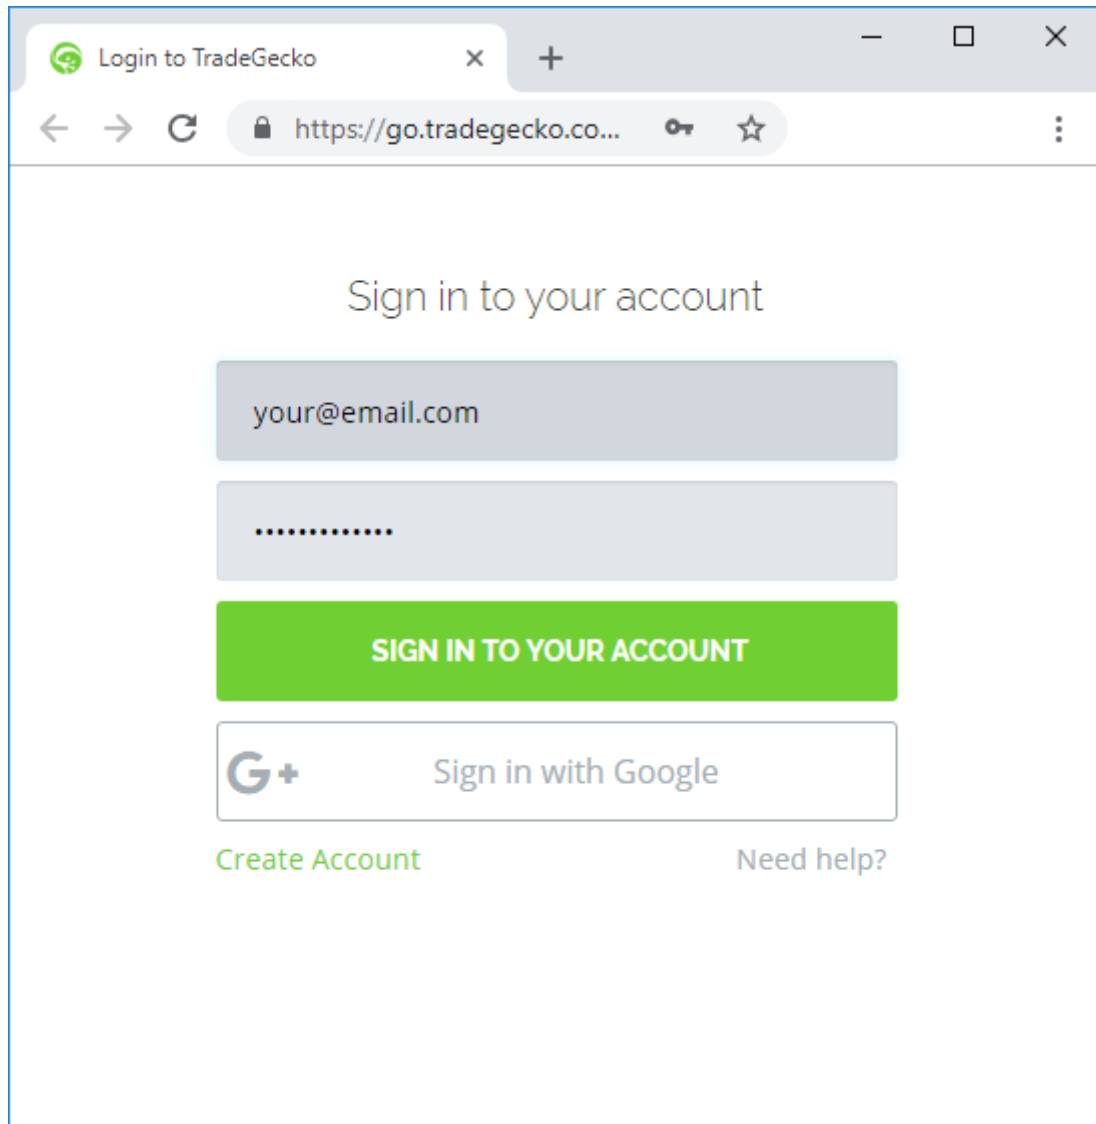 Login to TradeGecko
https://go.tradegecko.co...
Sign in to your account
your@email.com
•••••••••••••
SIGN IN TO YOUR ACCOUNT
G+ Sign in with Google
Create Account Need help?